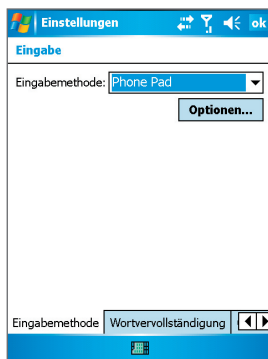 Einstellungen ok
Eingabe
Eingabemethode: Phone Pad
Optionen...
Eingabemethode Wortvervollständigung